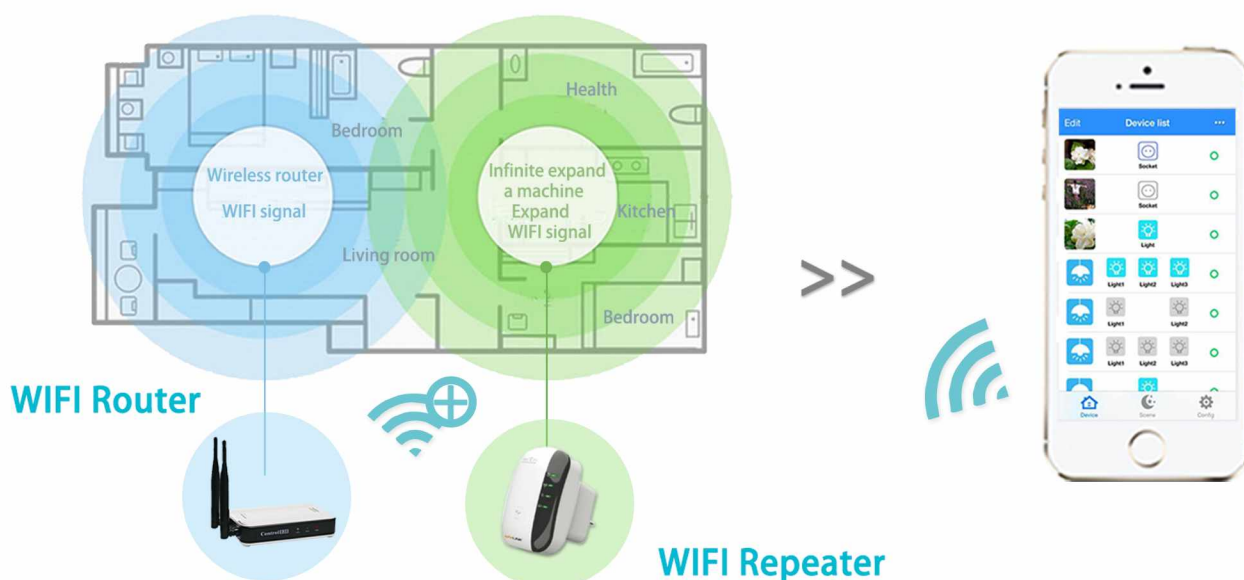 Bedroom
Wireless router
WIFI signal
Living room
Health
Infinite expand
a machine
Expand
WIFI signal
Kitchen
Bedroom
>>
WIFI Router
WIFI Repeater
Edit
Device list
...
Socket
Socket
Light
Light1
Light2
Light3
Light1
Light2
Light1
Light2
Light3
Device
Scene
Config